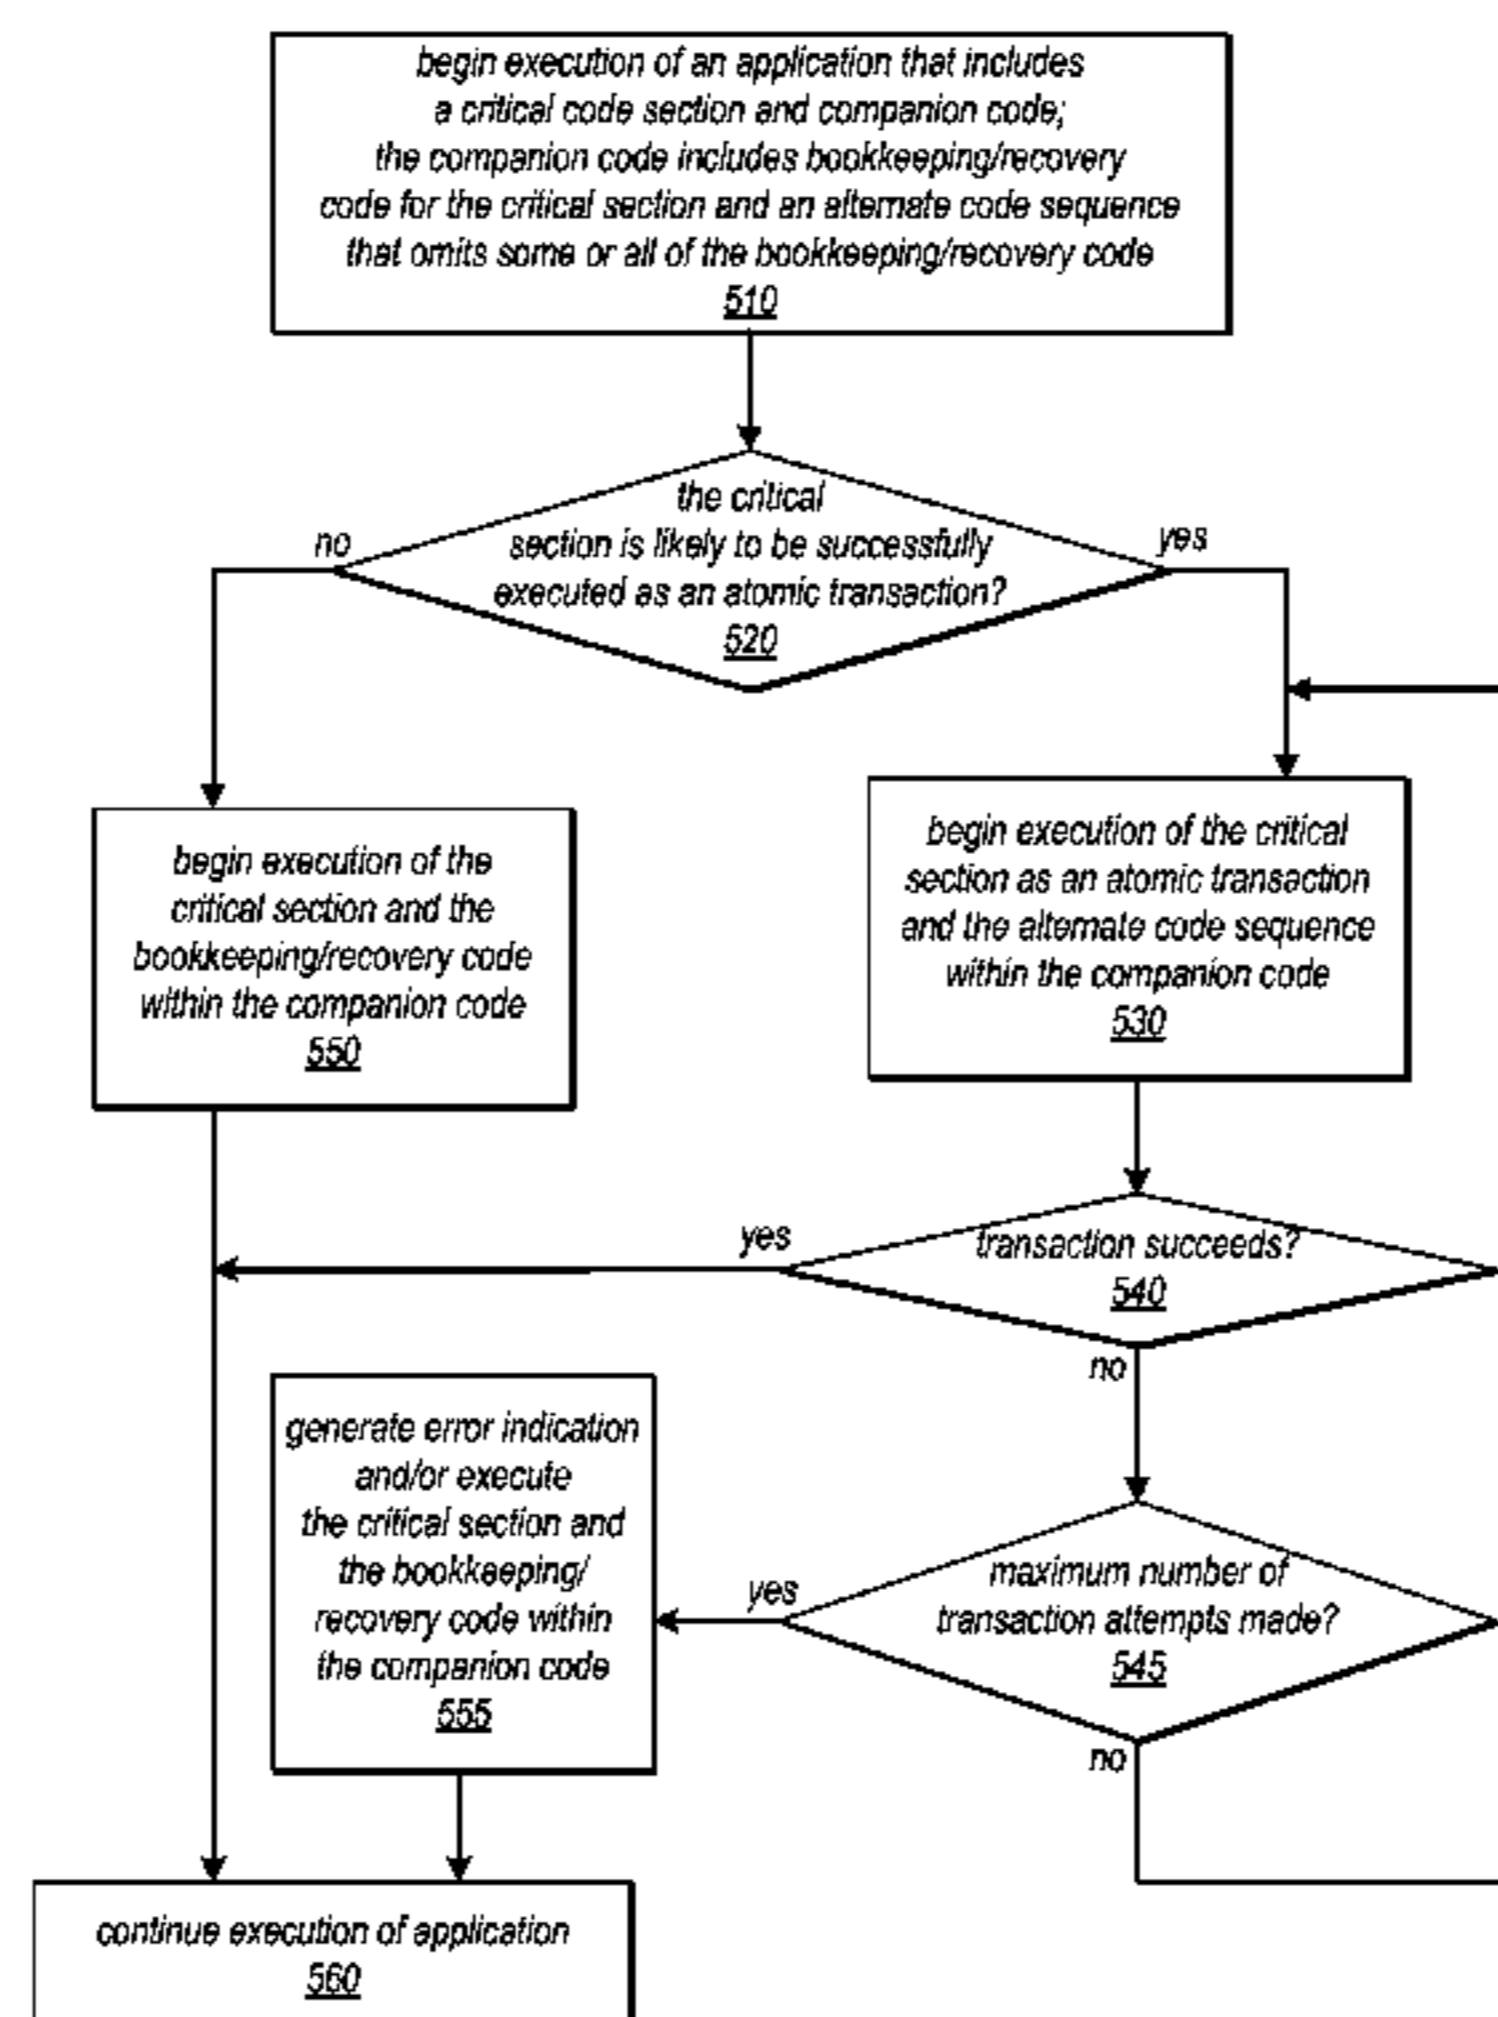 begin execution of an application that includes
a critical code section and companion code;
the companion code includes bookkeeping/recovery
code for the critical section and an alternate code sequence
that omits some or all of the bookkeeping/recovery code
510
the critical
section is likely to be successfully
executed as an atomic transaction?
520
no
yes
begin execution of the
critical section and the
bookkeeping/recovery code
within the companion code
550
begin execution of the critical
section as an atomic transaction
and the alternate code sequence
within the companion code
530
yes
transaction succeeds?
540
no
generate error indication
and/or execute
the critical section and
the bookkeeping/
recovery code within
the companion code
555
yes
maximum number of
transaction attempts made?
545
no
continue execution of application
560